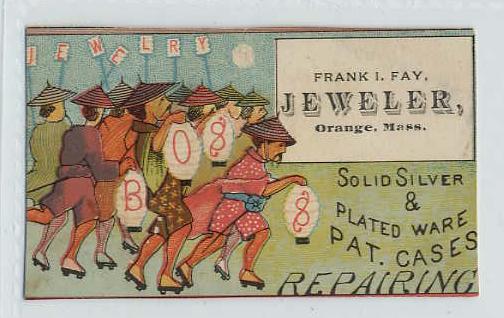 JEWELRY
FRANK I. FAY,
JEWELER,
Orange, Mass.
B O 8 8
SOLID SILVER
&
PLATED WARE
PAT. CASES
REPAIRING